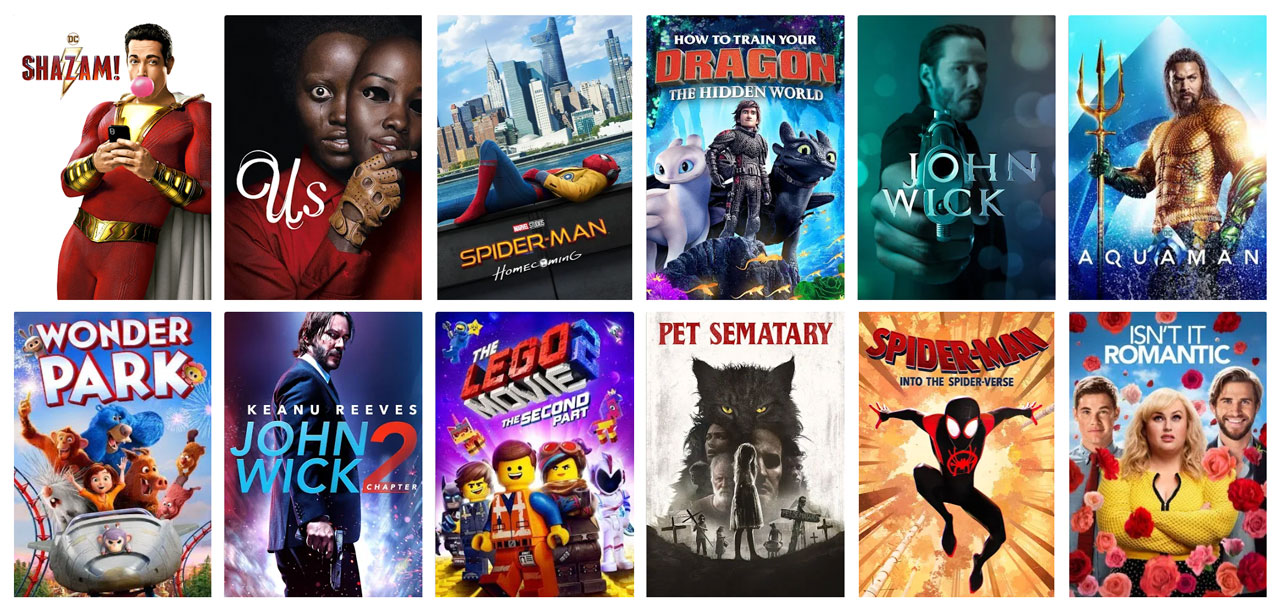 DC
SHAZAM!
Us
MARVEL STUDIOS
SPIDER-MAN
HOMECOMING
HOW TO TRAIN YOUR
DRAGON
THE HIDDEN WORLD
JOHN
WICK
AQUAMAN
WONDER
PARK
KEANU REEVES
JOHN
WICK 2
CHAPTER
THE
LEGO
MOVIE 2
THE SECOND
PART
PET SEMATARY
SPIDER-MAN
INTO THE SPIDER-VERSE
ISN'T IT
ROMANTIC